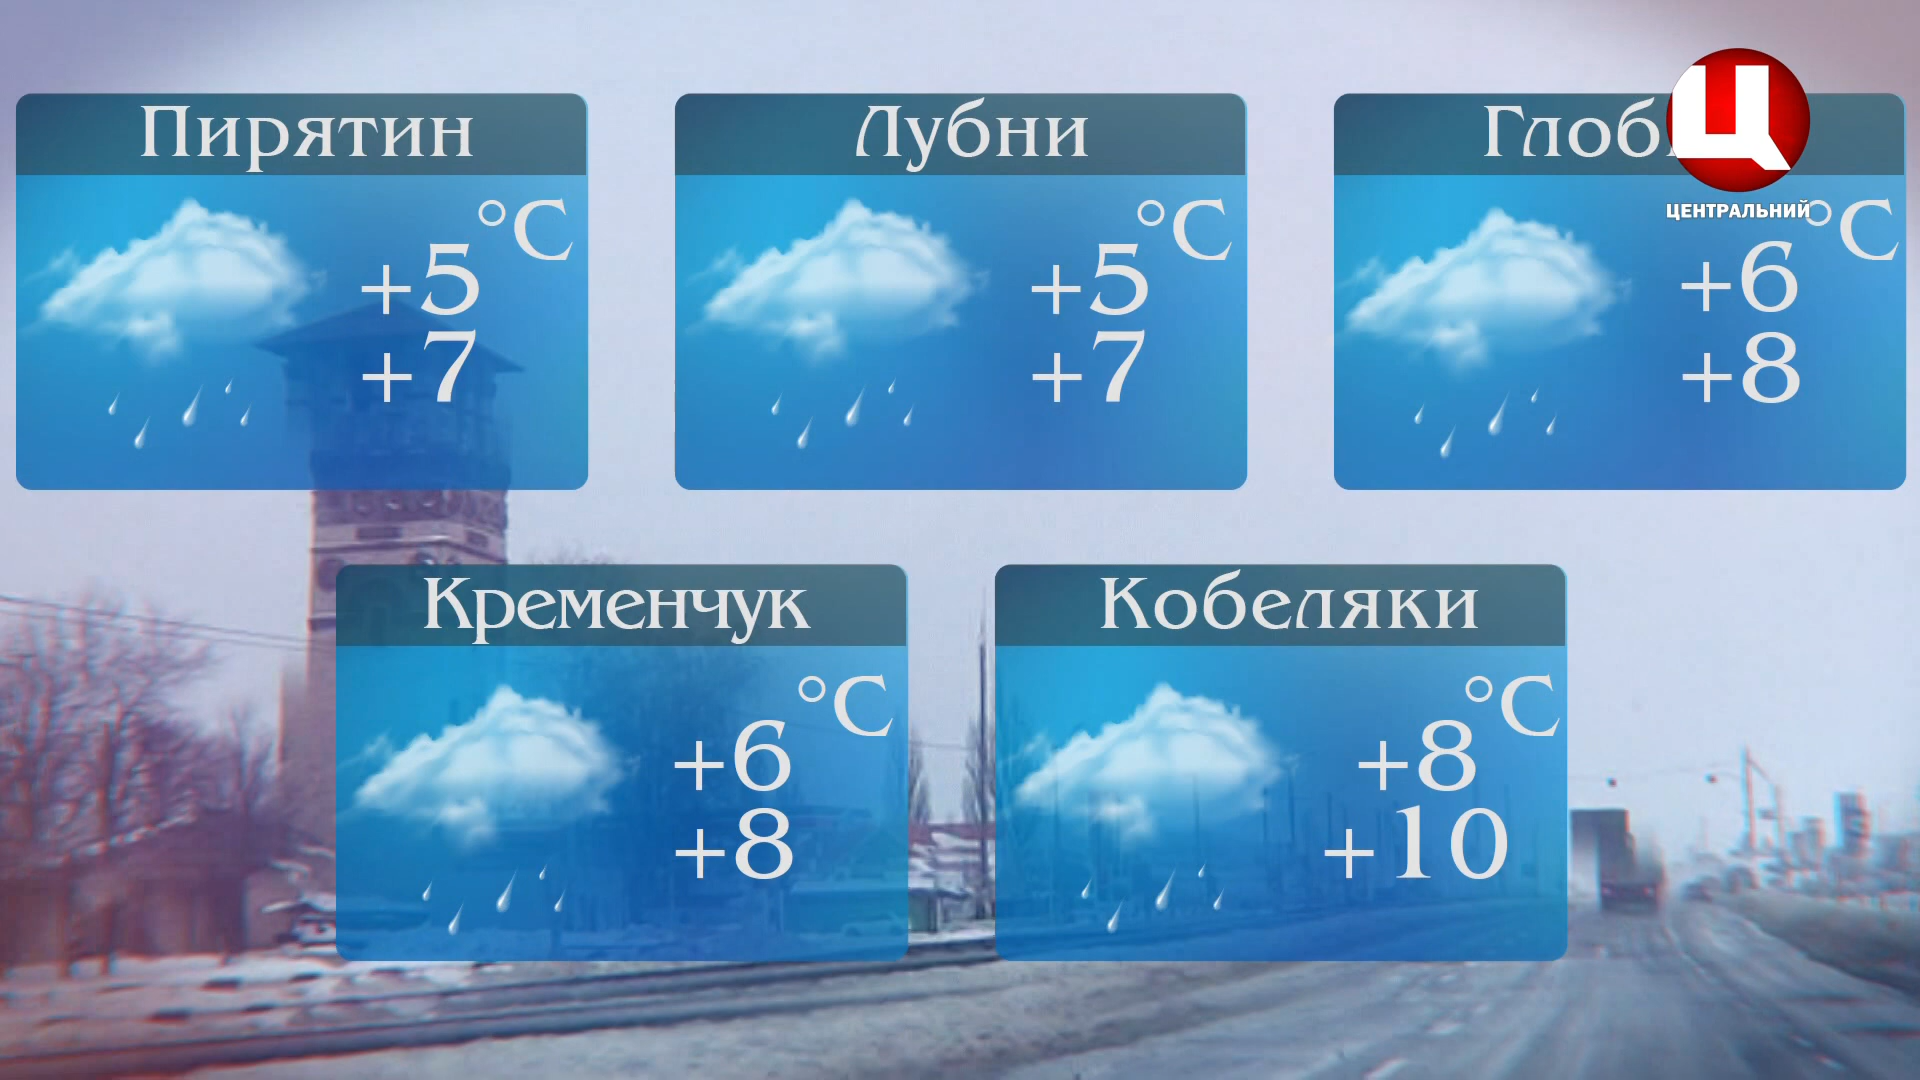 Пирятин
°C
+5
+7
Лубни
°C
+5
+7
Ц
ЦЕНТРАЛЬНИЙ
°C
+6
+8
Кременчук
°C
+6
+8
Кобеляки
°C
+8
+10